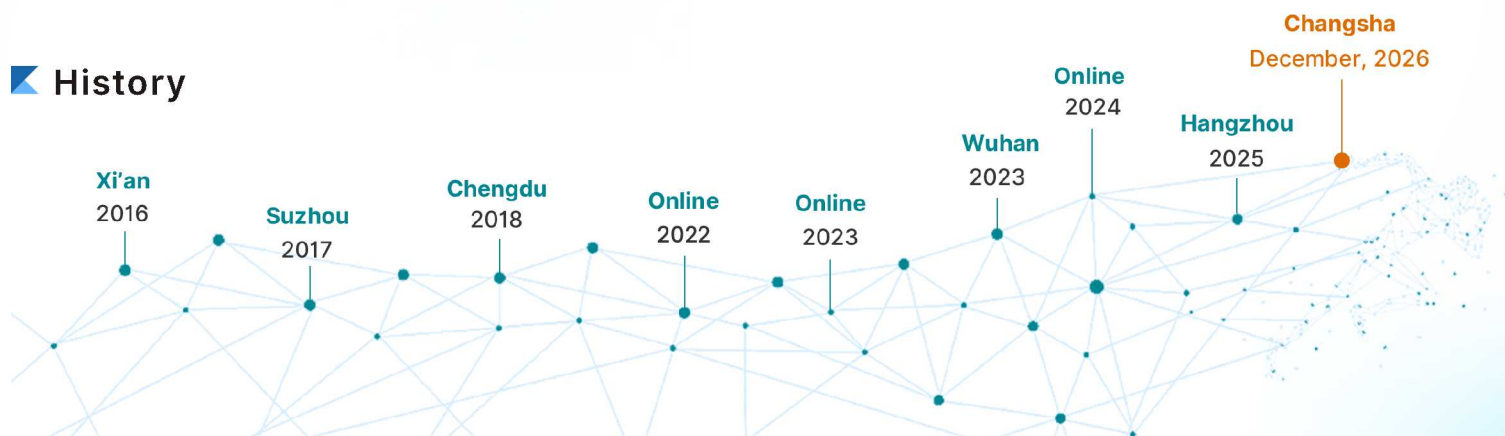 History
Xi'an
2016
Suzhou
2017
Chengdu
2018
Online
2022
Online
2023
Wuhan
2023
Online
2024
Hangzhou
2025
Changsha
December, 2026